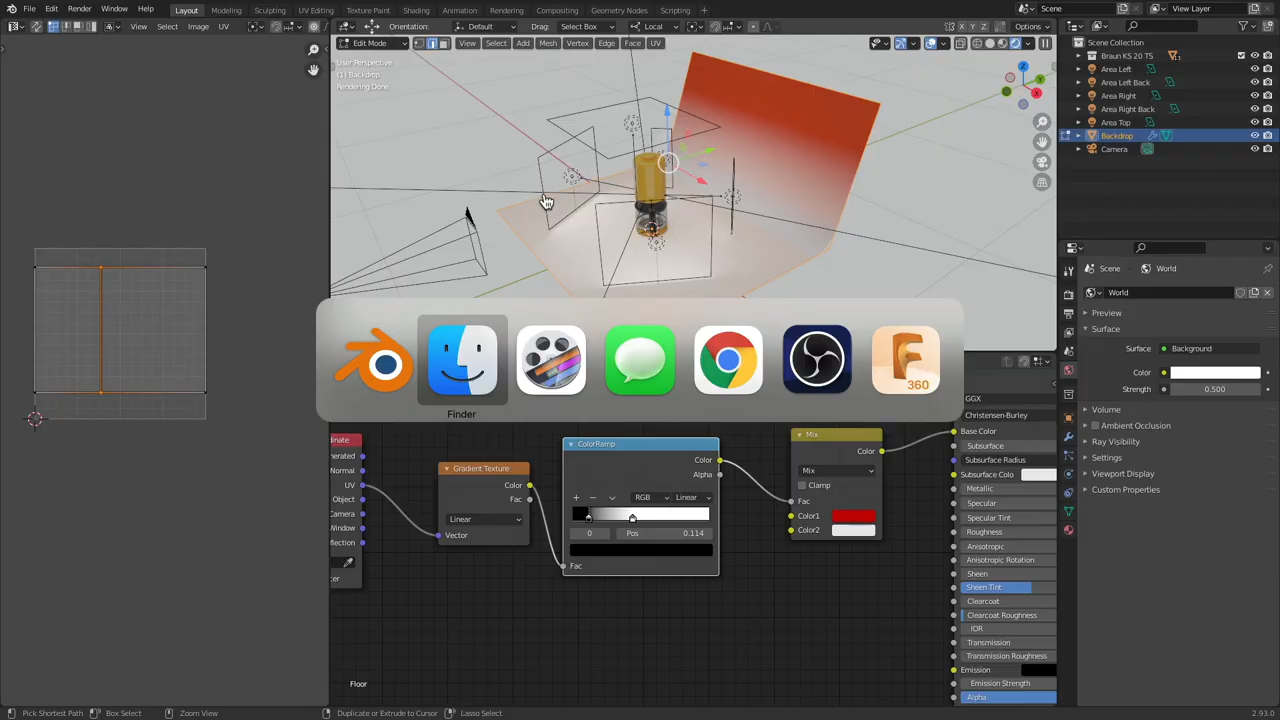 File Edit Render Window Help Layout Modeling Sculpting UV Editing Texture Paint Shading Animation Rendering Compositing Geometry Nodes Scripting + Scene View Layer
View Select Image UV Orientation: Default Drag: Select Box Local X Y Z Options
Edit Mode View Select Add Mesh Vertex Edge Face UV
User Perspective
(1) Backdrop
Rendering Done
Scene Collection
Braun KS 20 TS
Area Left
Area Left Back
Area Right
Area Right Back
Area Top
Backdrop
Camera
Scene World
World
Preview
Surface
Surface Background
Color
Strength 0.500
Volume
Ambient Occlusion
Ray Visibility
Settings
Viewport Display
Custom Properties
360
Finder
UV
Object
Gradient Texture
Color
Fac
Linear
Vector
ColorRamp
Color
Alpha
RGB Linear
0 Pos 0.114
Fac
Mix
Color
Mix
Clamp
Fac
Color1
Color2
GGX
Christensen-Burley
Base Color
Subsurface
Subsurface Radius
Subsurface Colo
Metallic
Specular
Specular Tint
Roughness
Anisotropic
Anisotropic Rotation
Sheen
Sheen Tint
Clearcoat
Clearcoat Roughness
IOR
Transmission
Transmission Roughness
Emission
Emission Strength
Alpha
Floor
Pick Shortest Path Box Select Zoom View Duplicate or Extrude to Cursor Lasso Select 2.93.0